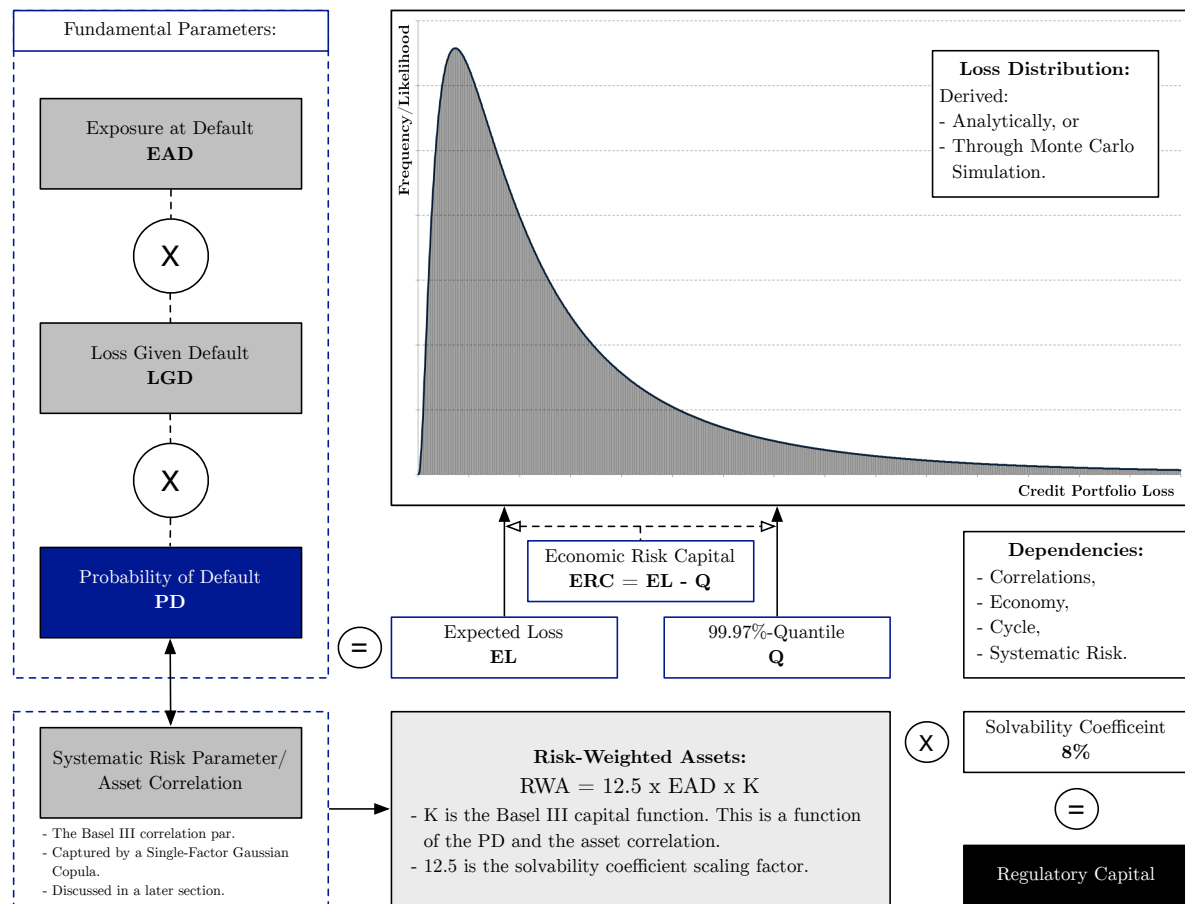 Fundamental Parameters:
Exposure at Default
EAD
X
Loss Given Default
LGD
X
Probability of Default
PD
Frequency/Likelihood
Loss Distribution:
Derived:
- Analytically, or
- Through Monte Carlo
Simulation.
Credit Portfolio Loss
Economic Risk Capital
ERC = EL - Q
=
Expected Loss
EL
99.97%-Quantile
Q
Dependencies:
- Correlations,
- Economy,
- Cycle,
- Systematic Risk.
Systematic Risk Parameter/
Asset Correlation
- The Basel III correlation par.
- Captured by a Single-Factor Gaussian
Copula.
- Discussed in a later section.
Risk-Weighted Assets:
RWA = 12.5 x EAD x K
- K is the Basel III capital function. This is a function
of the PD and the asset correlation.
- 12.5 is the solvability coefficient scaling factor.
X
Solvability Coefficeint
8%
=
Regulatory Capital